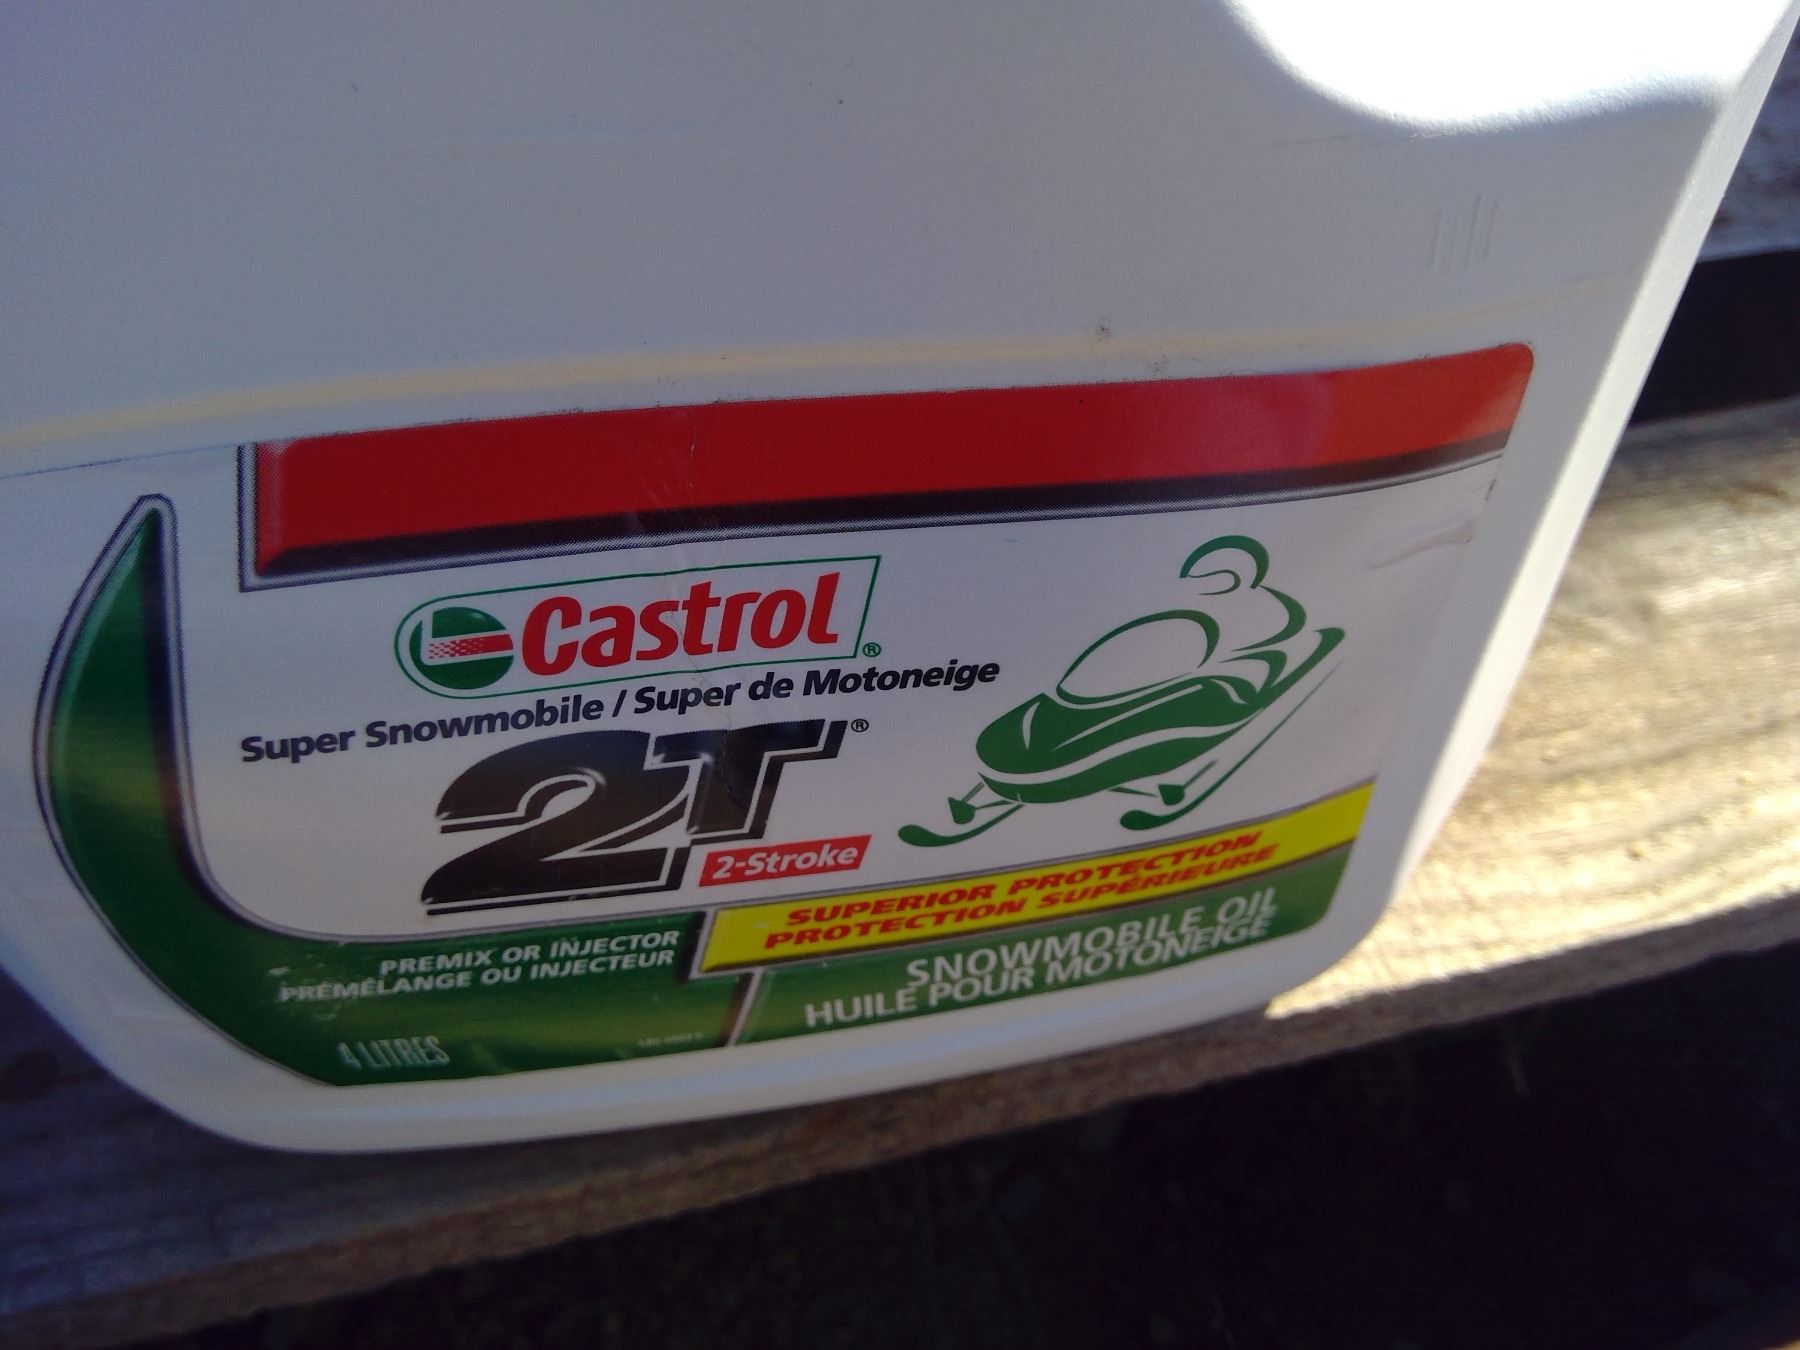 Castrol®
Super Snowmobile / Super de Motoneige
2T®
2-Stroke
SUPERIOR PROTECTION
PROTECTION SUPÉRIEURE
PREMIX OR INJECTOR
PRÉMÉLANGE OU INJECTEUR
SNOWMOBILE OIL
HUILE POUR MOTONEIGE
4 LITRES